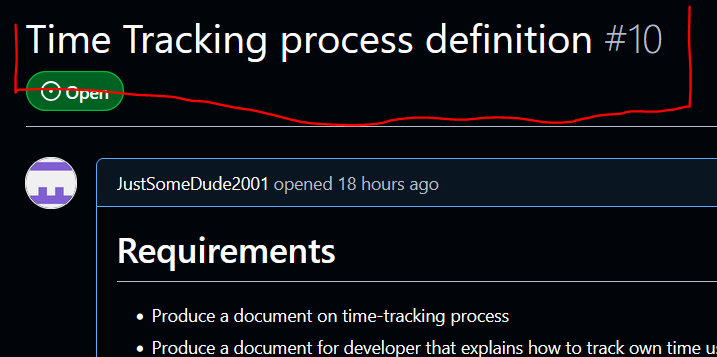 Time Tracking process definition #10
Open
JustSomeDude2001 opened 18 hours ago
Requirements
• Produce a document on time-tracking process
• Produce a document for developer that explains how to track own time